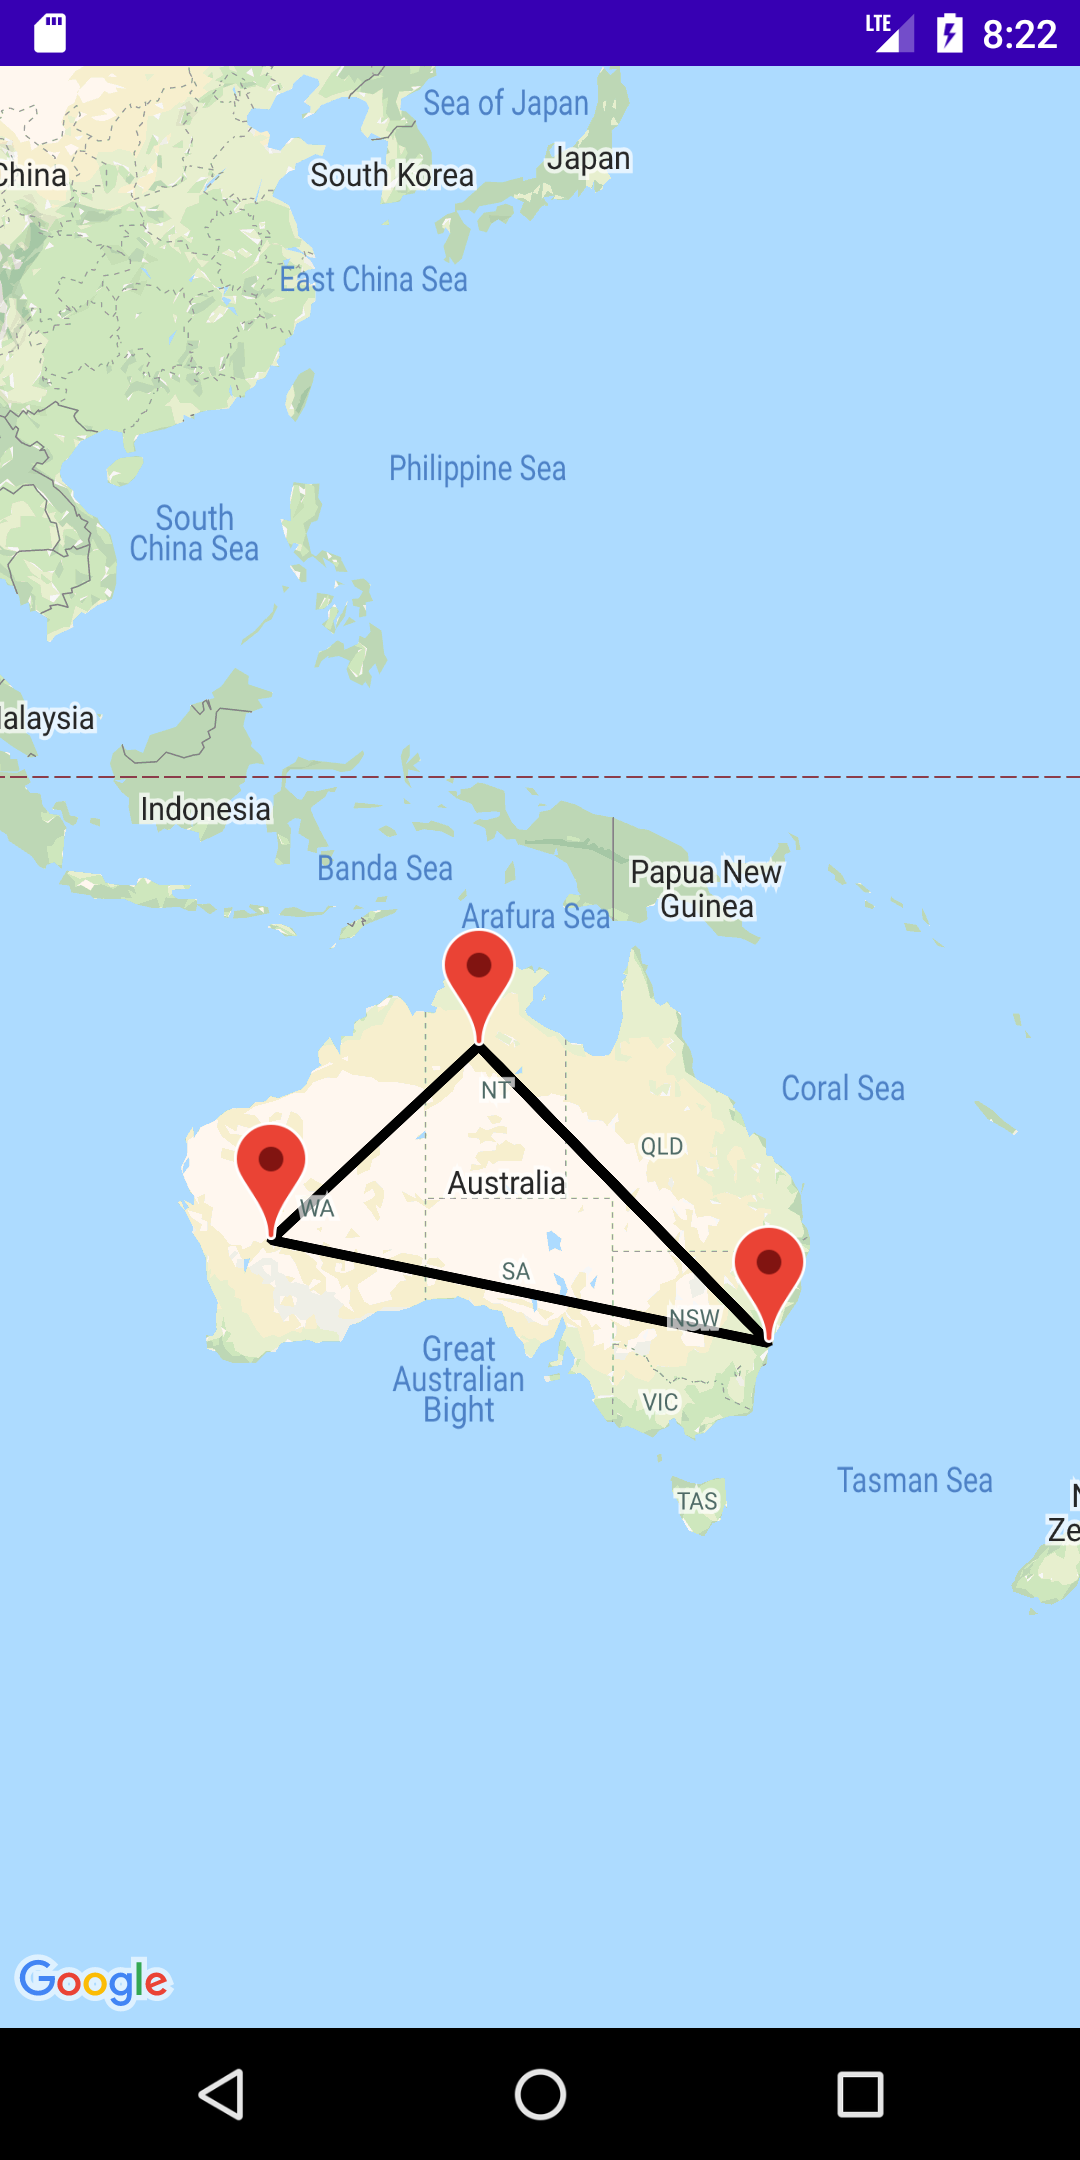 LTE 8:22
Sea of Japan
Japan
China
South Korea
East China Sea
Philippine Sea
South
China Sea
alaysia
Indonesia
Banda Sea
Papua New
Guinea
Arafura Sea
NT
Coral Sea
QLD
Australia
WA
SA
NSW
Great
Australian
Bight
VIC
Tasman Sea
TAS
N
Ze
Google